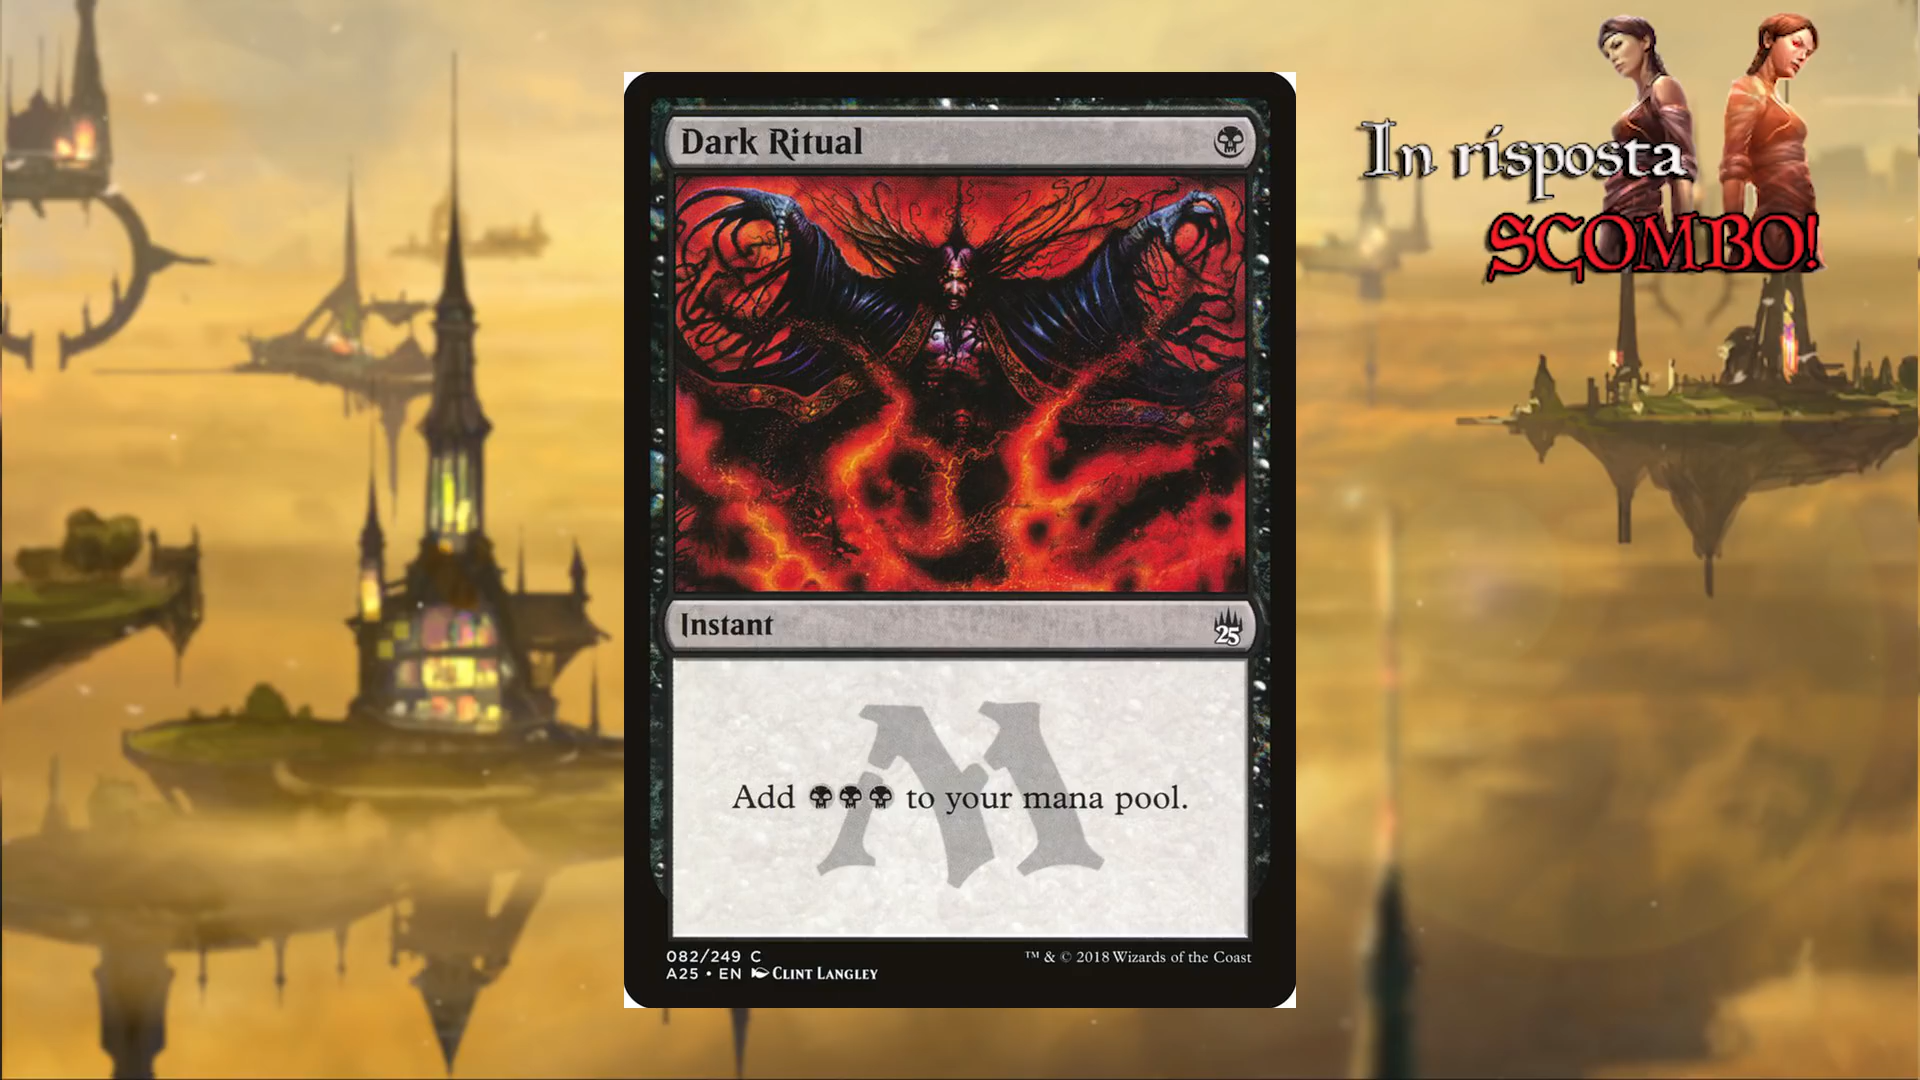 Dark Ritual
In risposta
SCOMBO!
Instant
25
Add to your mana pool.
082/249 C
A25 • EN CLINT LANGLEY
™ & © 2018 Wizards of the Coast